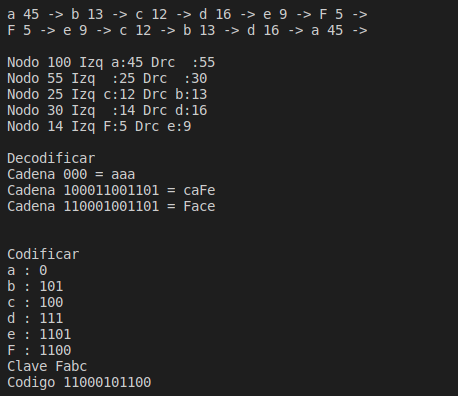 a 45 -> b 13 -> c 12 -> d 16 -> e 9 -> F 5 ->
F 5 -> e 9 -> c 12 -> b 13 -> d 16 -> a 45 ->

Nodo 100 Izq a:45 Drc  :55
Nodo 55 Izq  :25 Drc  :30
Nodo 25 Izq c:12 Drc b:13
Nodo 30 Izq  :14 Drc d:16
Nodo 14 Izq F:5 Drc e:9

Decodificar
Cadena 000 = aaa
Cadena 100011001101 = caFe
Cadena 110001001101 = Face

Codificar
a : 0
b : 101
c : 100
d : 111
e : 1101
F : 1100
Clave Fabc
Codigo 11000101100